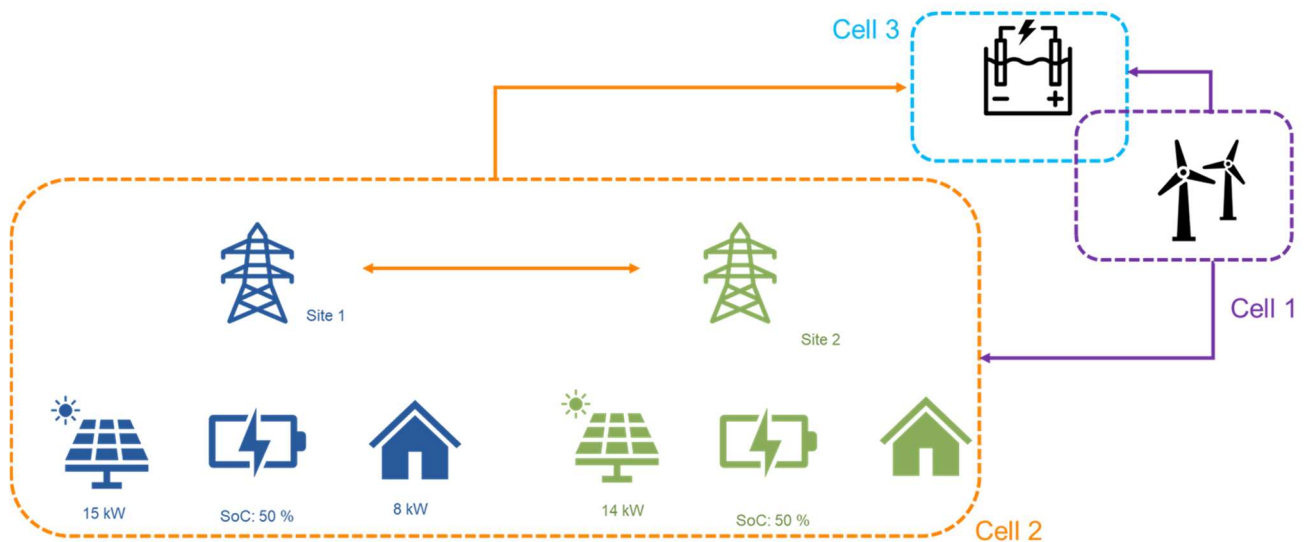 Cell 3
Cell 1
Site 1
Site 2
15 kW
SoC: 50 %
8 kW
14 kW
SoC: 50 %
Cell 2